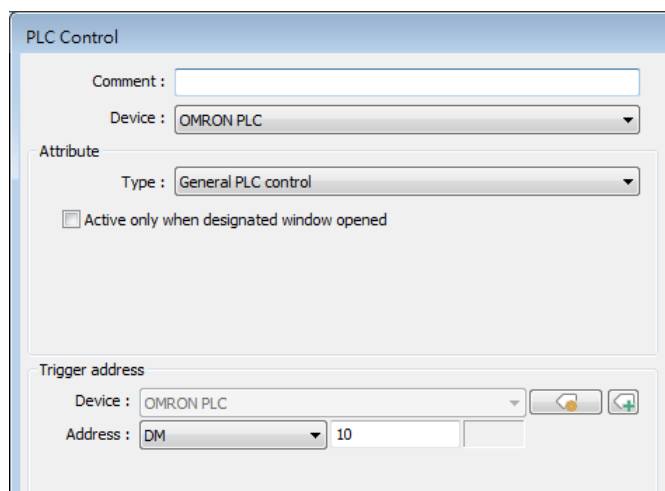 PLC Control
Comment :
Device : OMRON PLC
Attribute
Type : General PLC control
Active only when designated window opened
Trigger address
Device : OMRON PLC
Address : DM 10